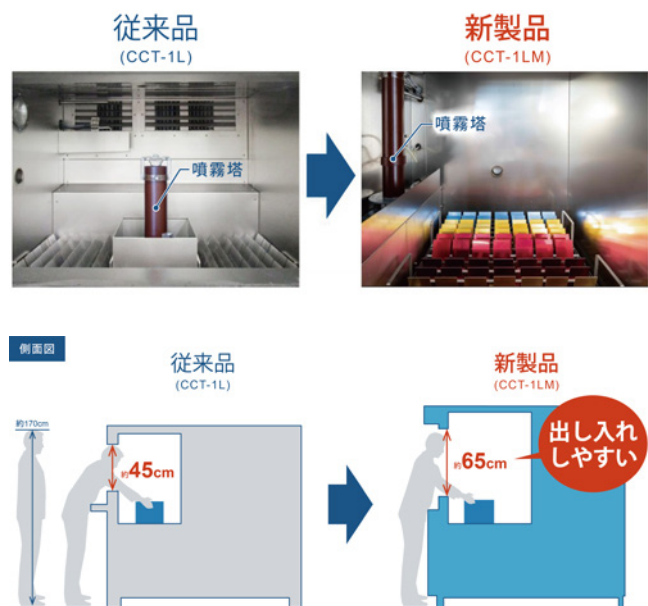 従来品
(CCT-1L)
新製品
(CCT-1LM)
噴霧塔
噴霧塔
側面図
従来品
(CCT-1L)
新製品
(CCT-1LM)
約170cm
約45cm
約65cm
出し入れ
しやすい